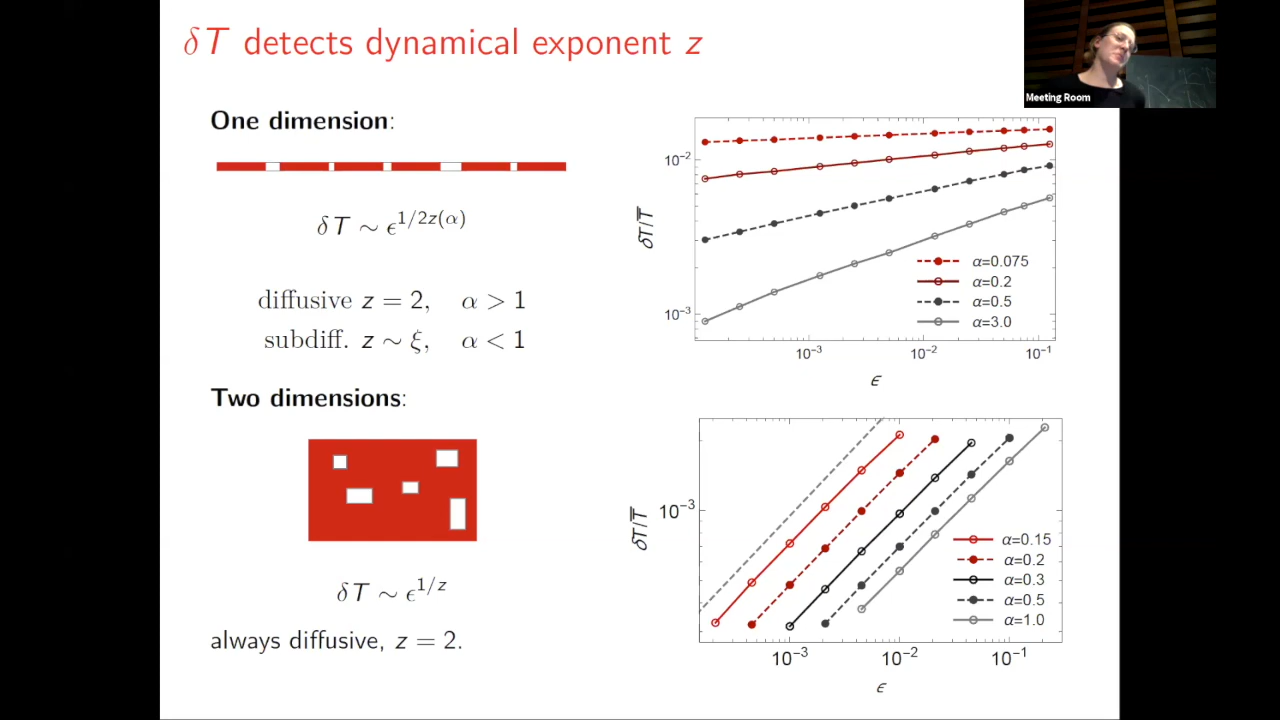 δT detects dynamical exponent z
Meeting Room
One dimension:
δT ∼ ϵ^{1/2z(α)}
diffusive z = 2, α > 1
subdiff. z ∼ ξ, α < 1
Two dimensions:
δT ∼ ϵ^{1/z}
always diffusive, z = 2.
10^{-2}
10^{-3}
δT/T̅
α=0.075
α=0.2
α=0.5
α=3.0
10^{-3} 10^{-2} 10^{-1}
ϵ
10^{-3}
δT/T̅
α=0.15
α=0.2
α=0.3
α=0.5
α=1.0
10^{-3} 10^{-2} 10^{-1}
ϵ